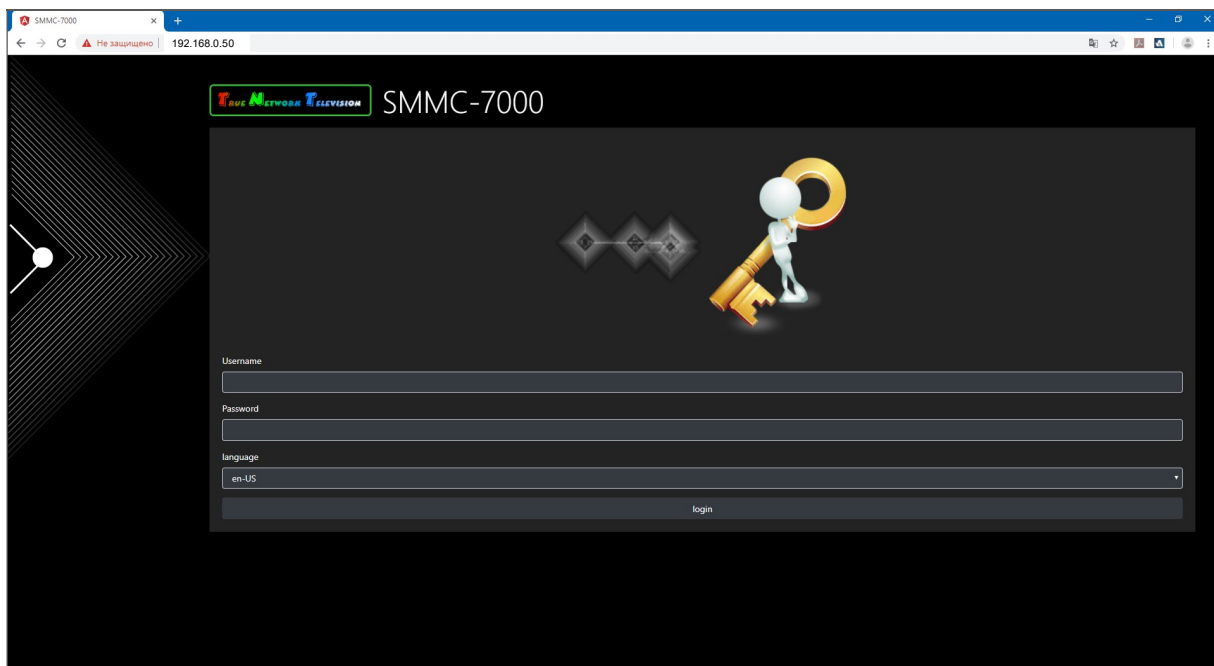 SMMC-7000
Не защищено 192.168.0.50
TRUE NETWORK TELEVISION SMMC-7000
Username
Password
language
en-US
login